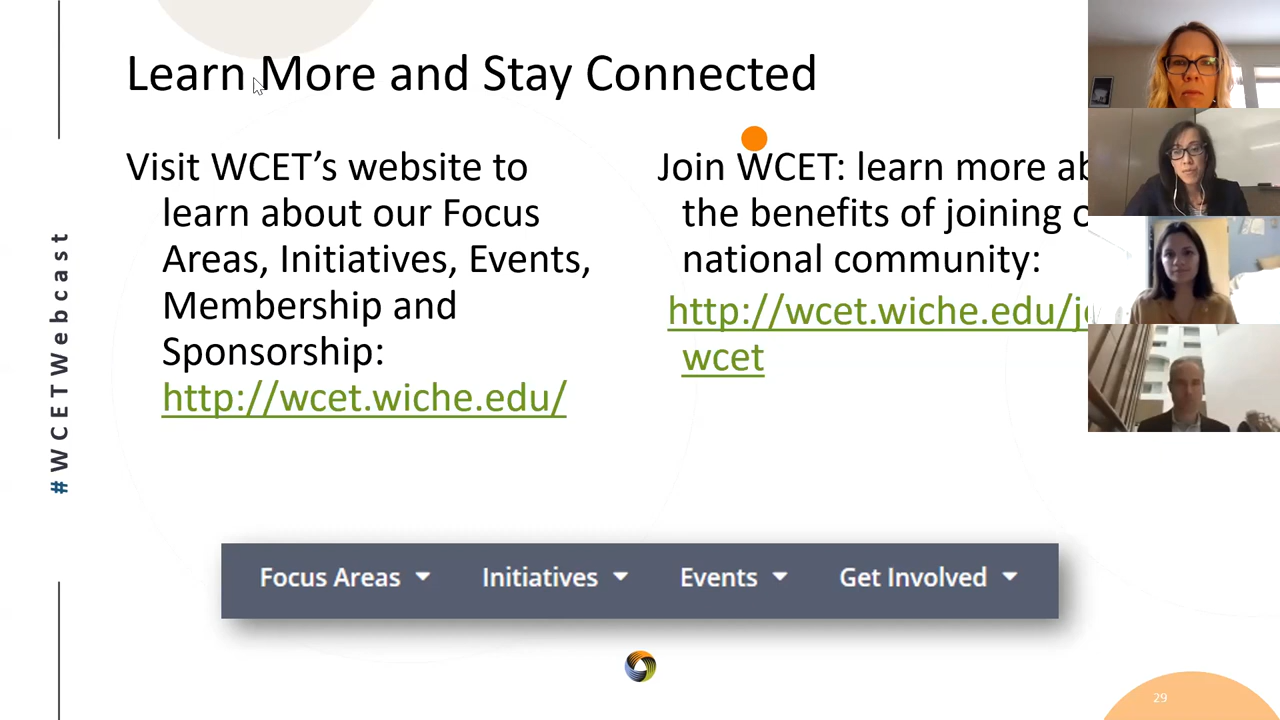 Learn More and Stay Connected
Visit WCET’s website to
learn about our Focus
Areas, Initiatives, Events,
Membership and
Sponsorship:
http://wcet.wiche.edu/
Join WCET: learn more
the benefits of joining
national community:
http://wcet.wiche.edu/
wcet
#WCETWebcast
Focus Areas Initiatives Events Get Involved
29